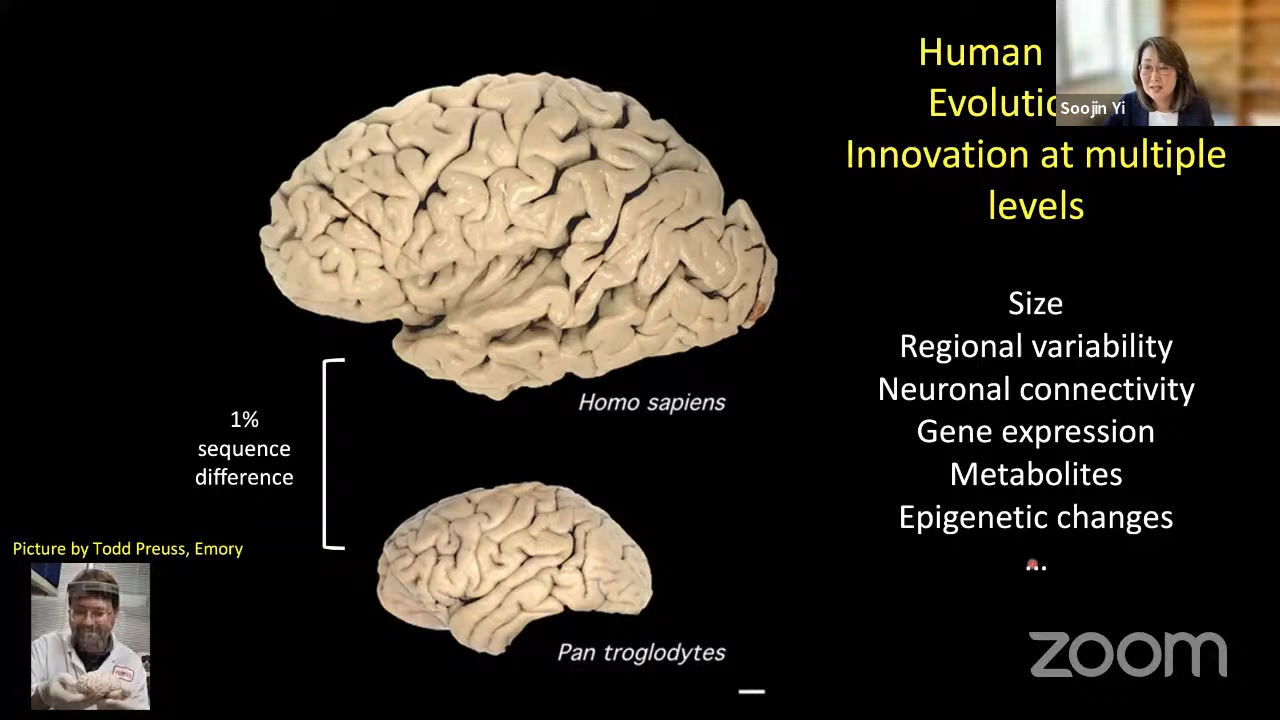 Human
Evolutio
Innovation at multiple
levels
Soojin Yi
Size
Regional variability
Neuronal connectivity
Gene expression
Metabolites
Epigenetic changes
...
Homo sapiens
1%
sequence
difference
Pan troglodytes
Picture by Todd Preuss, Emory
zoom